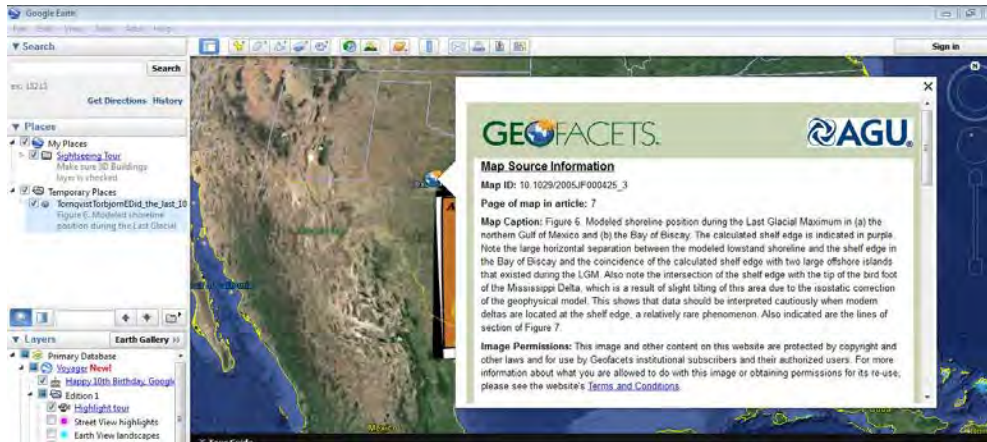 Google Earth
Search
Search
ex: 15213
Get Directions History
Places
My Places
Sightseeing Tour
Make sure 3D Buildings
layer is checked
Temporary Places
TornqvistTorbjornEDid_the_last_10
Figure 6. Modeled shoreline
position during the Last Glacial
Layers
Earth Gallery >>
Primary Database
Voyager New!
Happy 10th Birthday, Google
Edition 1
Highlight tour
Street View highlights
Earth View landscapes
Sign in
N
GEOFACETS.
AGU
Map Source Information
Map ID: 10.1029/2005JF000425_3
Page of map in article: 7
Map Caption: Figure 6. Modeled shoreline position during the Last Glacial Maximum in (a) the
northern Gulf of Mexico and (b) the Bay of Biscay. The calculated shelf edge is indicated in purple.
Note the large horizontal separation between the modeled lowstand shoreline and the shelf edge in
the Bay of Biscay and the coincidence of the calculated shelf edge with two large offshore islands
that existed during the LGM. Also note the intersection of the shelf edge with the tip of the bird foot
of the Mississippi Delta, which is a result of slight tilting of this area due to the isostatic correction
of the geophysical model. This shows that data should be interpreted cautiously when modern
deltas are located at the shelf edge, a relatively rare phenomenon. Also indicated are the lines of
section of Figure 7.
Image Permissions: This image and other content on this website are protected by copyright and
other laws and for use by Geofacets institutional subscribers and their authorized users. For more
information about what you are allowed to do with this image or obtaining permissions for its re-use,
please see the website's Terms and Conditions.
Mexico